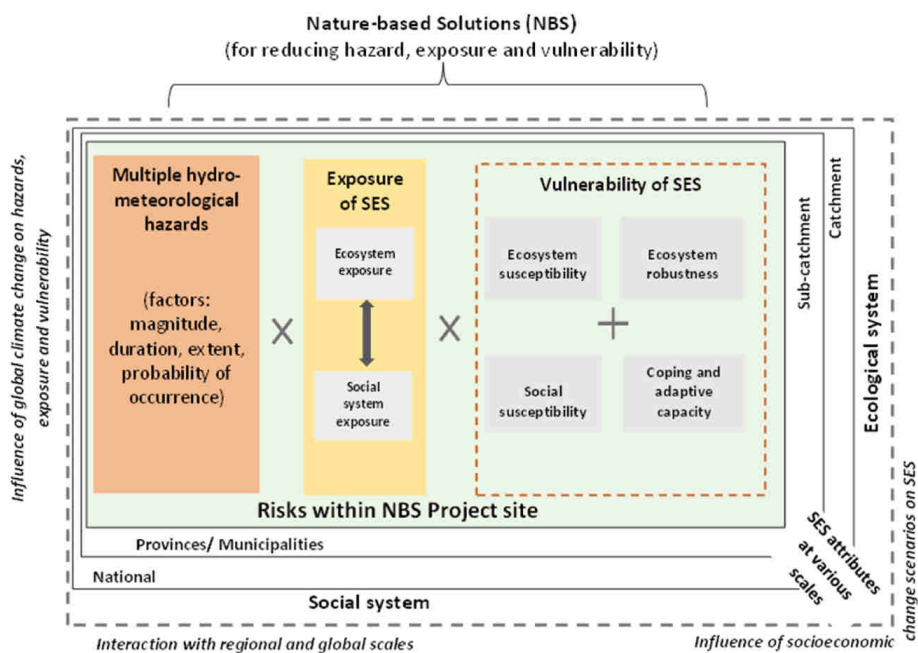 Nature-based Solutions (NBS)
(for reducing hazard, exposure and vulnerability)
Influence of global climate change on hazards,
exposure and vulnerability
Multiple hydro-
meteorological
hazards
(factors:
magnitude,
duration, extent,
probability of
occurrence)
X
Exposure
of SES
Ecosystem
exposure
Social
system
exposure
X
Vulnerability of SES
Ecosystem
susceptibility
Ecosystem
robustness
+
Social
susceptibility
Coping and
adaptive
capacity
Risks within NBS Project site
Sub-catchment
Catchment
Ecological system
Provinces/ Municipalities
National
Social system
SES attributes
at various
scales
Interaction with regional and global scales
Influence of socioeconomic
change scenarios on SES